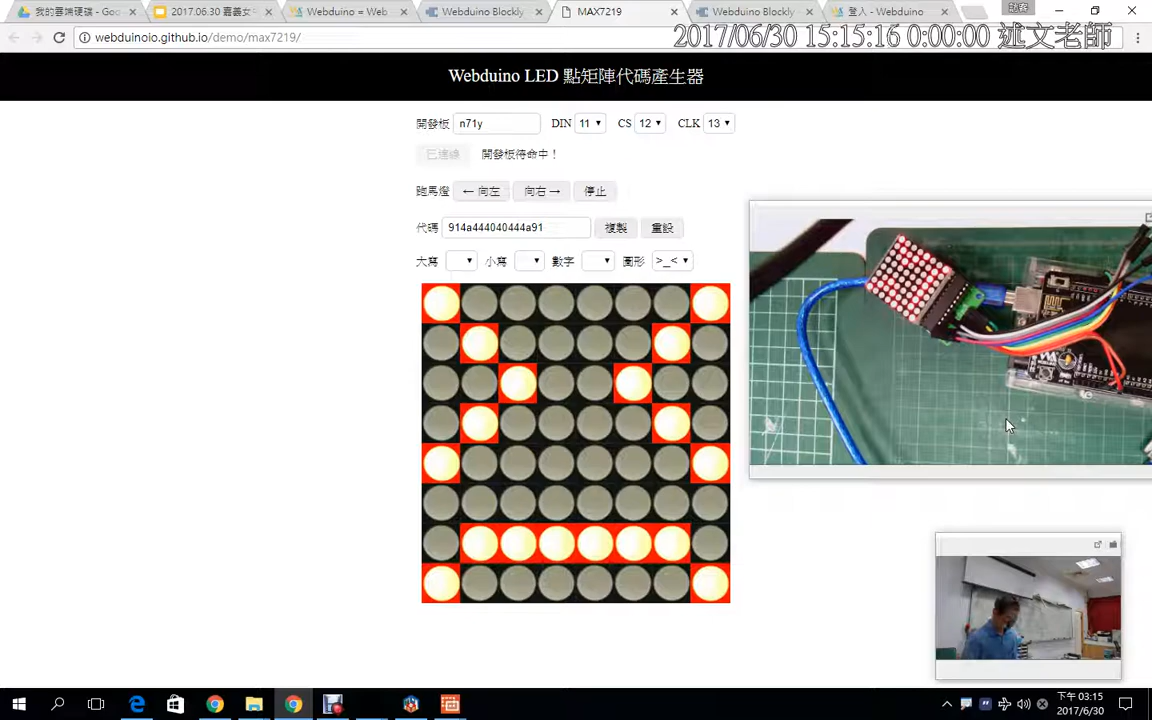 我的雲端硬碟 - Goo
2017.06.30 嘉義女
Webduino = Web
Webduino Blockly
MAX7219
Webduino Blockly
登入 - Webduino
webduinoio.github.io/demo/max7219/
2017/06/30 15:15:16 0:00:00 述文老師
Webduino LED 點矩陣代碼產生器
開發板 n71y DIN 11 CS 12 CLK 13
已連線 開發板待命中！
跑馬燈 ← 向左 向右 → 停止
代碼 914a444040444a91 複製 重設
大寫 小寫 數字 圖形 >_<
下午 03:15
2017/6/30